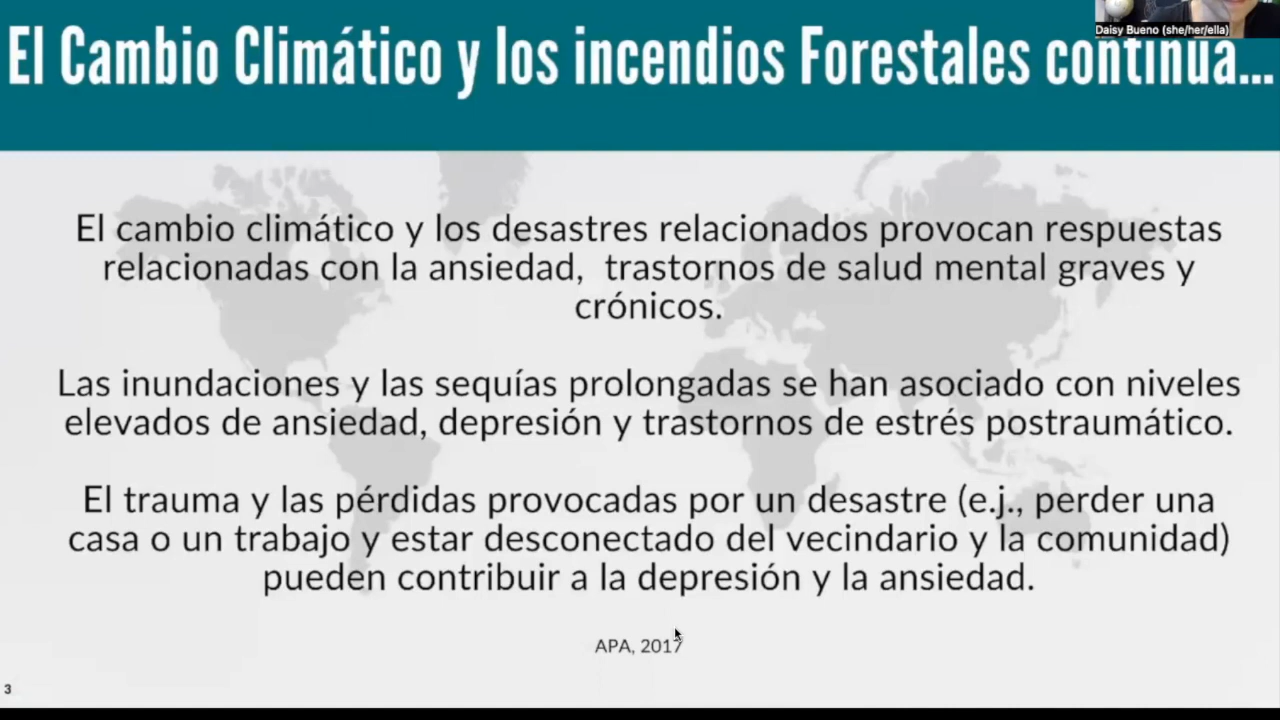 Daisy Bueno (she/her/ella)
El Cambio Climático y los incendios Forestales continúa...
El cambio climático y los desastres relacionados provocan respuestas
relacionadas con la ansiedad, trastornos de salud mental graves y
crónicos.
Las inundaciones y las sequías prolongadas se han asociado con niveles
elevados de ansiedad, depresión y trastornos de estrés postraumático.
El trauma y las pérdidas provocadas por un desastre (e.j., perder una
casa o un trabajo y estar desconectado del vecindario y la comunidad)
pueden contribuir a la depresión y la ansiedad.
APA, 2017
3